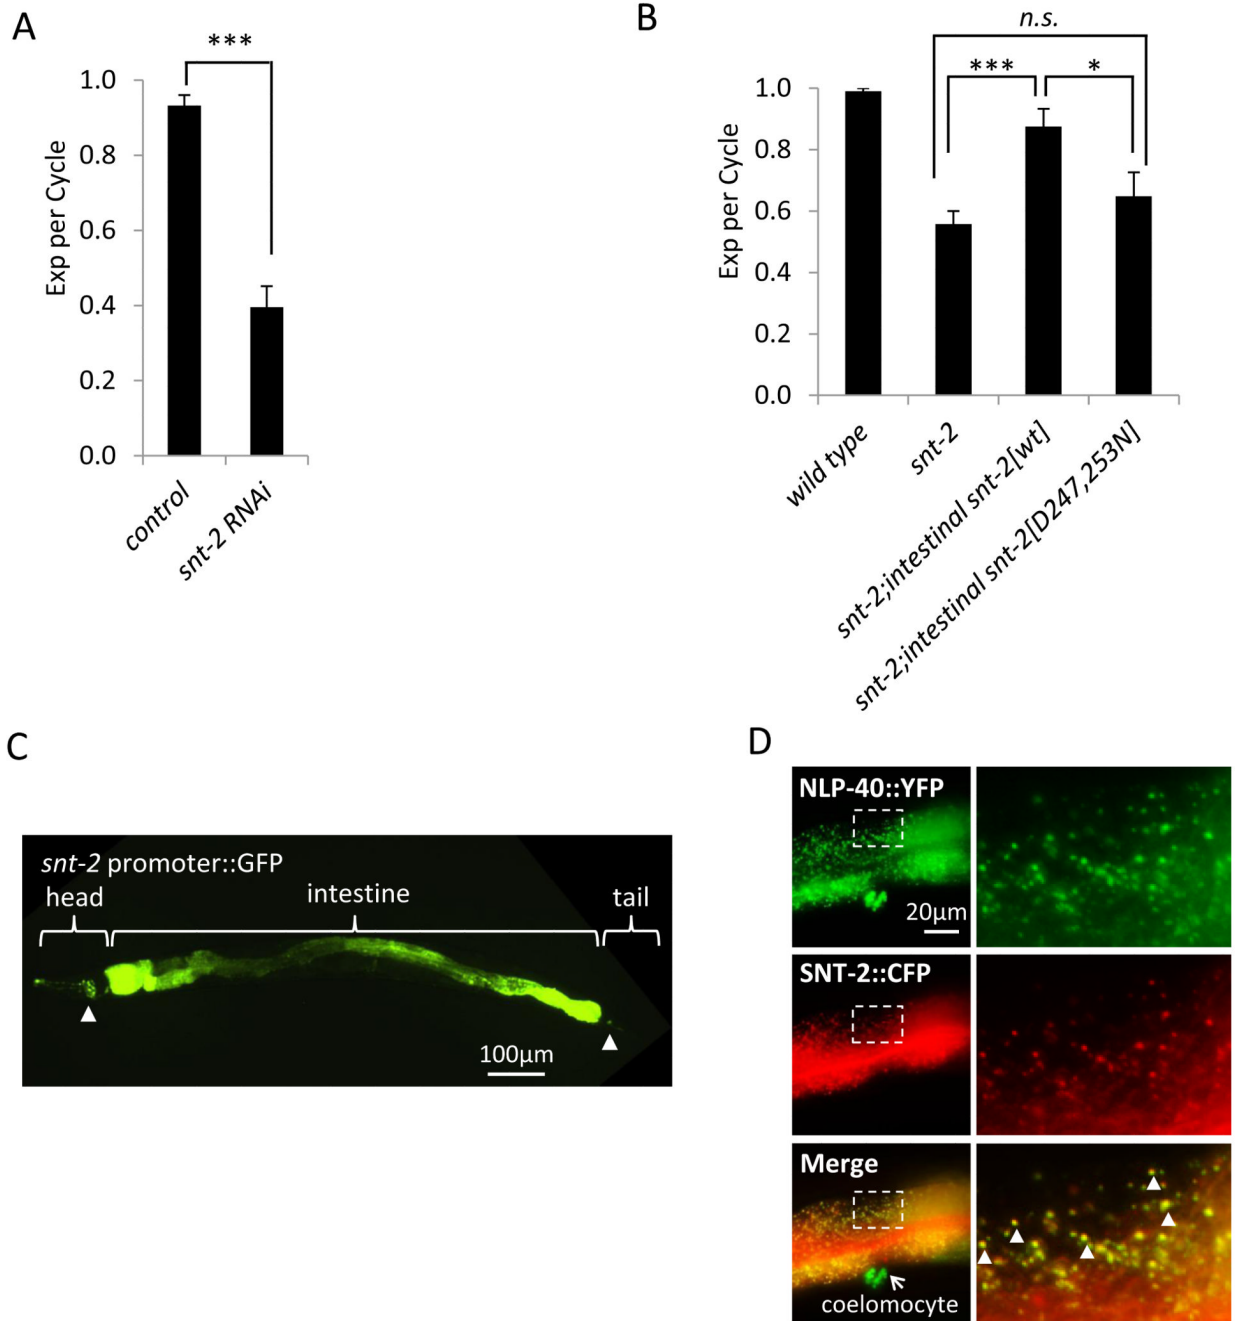 A
***
1.0
0.8
0.6
0.4
0.2
0.0
Exp per Cycle
control
snt-2 RNAi
B
n.s.
***
*
1.0
0.8
0.6
0.4
0.2
0.0
Exp per Cycle
wild type
snt-2
snt-2;intestinal snt-2[wt]
snt-2;intestinal snt-2[D247,253N]
C
snt-2 promoter::GFP
head
intestine
tail
100µm
D
NLP-40::YFP
20µm
SNT-2::CFP
Merge
coelomocyte